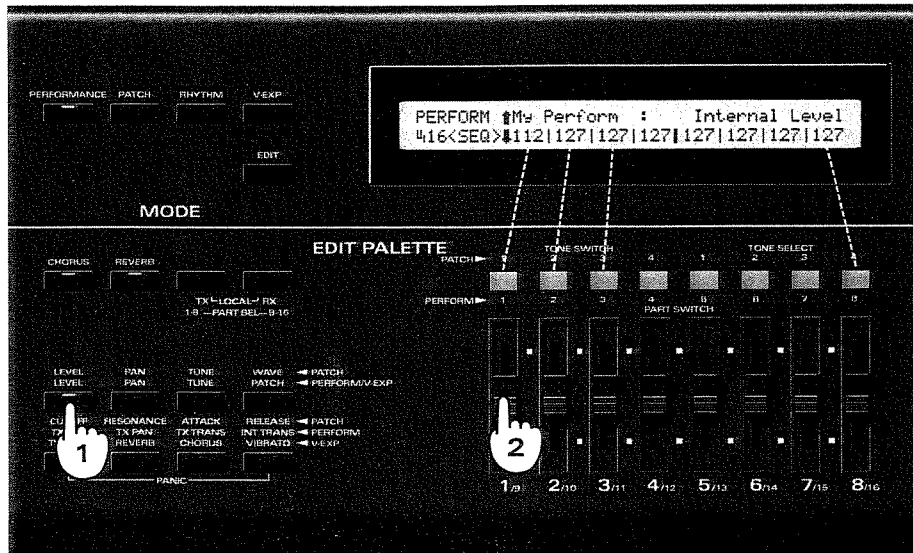 PERFORMANCE PATCH RHYTHM V-EXP
EDIT
MODE
PERFORM ⬆My Perform : Internal Level
416<SEQ>⬇112|127|127|127|127|127|127|127
EDIT PALETTE
CHORUS REVERB
TX LOCAL RX
1-8 PART SEL 9-16
LEVEL PAN TUNE WAVE ◄ PATCH
LEVEL PAN TUNE PATCH ◄ PERFORM/V-EXP
RESONANCE ATTACK RELEASE ◄ PATCH
TX PAN TX TRANS INT TRANS ◄ PERFORM
REVERB CHORUS VIBRATO ◄ V-EXP
PANIC
1
TONE SWITCH TONE SELECT
PATCH► 2 3 4 1 2 3
PERFORM► 1 2 3 4 5 6 7 8
PART SWITCH
2
1/9 2/10 3/11 4/12 5/13 6/14 7/15 8/16